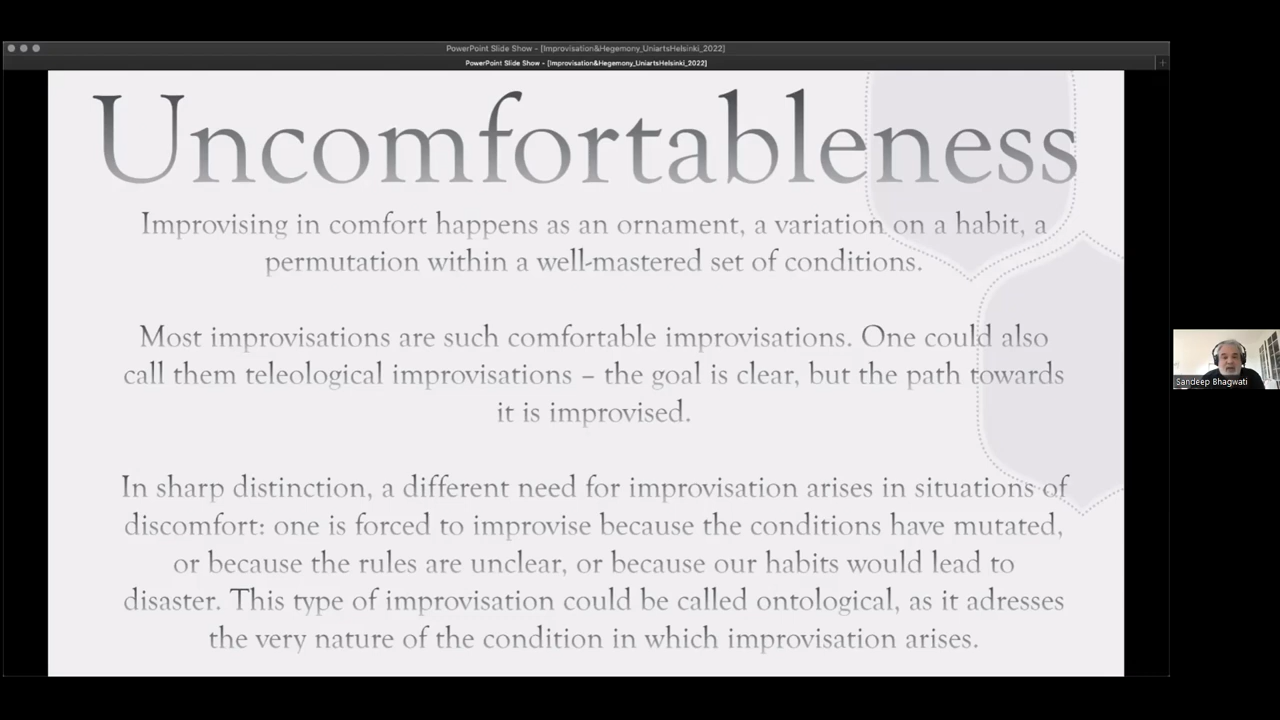 PowerPoint Slide Show - [Improvisation&Hegemony_UniartsHelsinki_2022]
PowerPoint Slide Show - [Improvisation&Hegemony_UniartsHelsinki_2022]
Uncomfortableness
Improvising in comfort happens as an ornament, a variation on a habit, a
permutation within a well-mastered set of conditions.
Most improvisations are such comfortable improvisations. One could also
call them teleological improvisations – the goal is clear, but the path towards
it is improvised.
In sharp distinction, a different need for improvisation arises in situations of
discomfort: one is forced to improvise because the conditions have mutated,
or because the rules are unclear, or because our habits would lead to
disaster. This type of improvisation could be called ontological, as it adresses
the very nature of the condition in which improvisation arises.
Sandeep Bhagwati